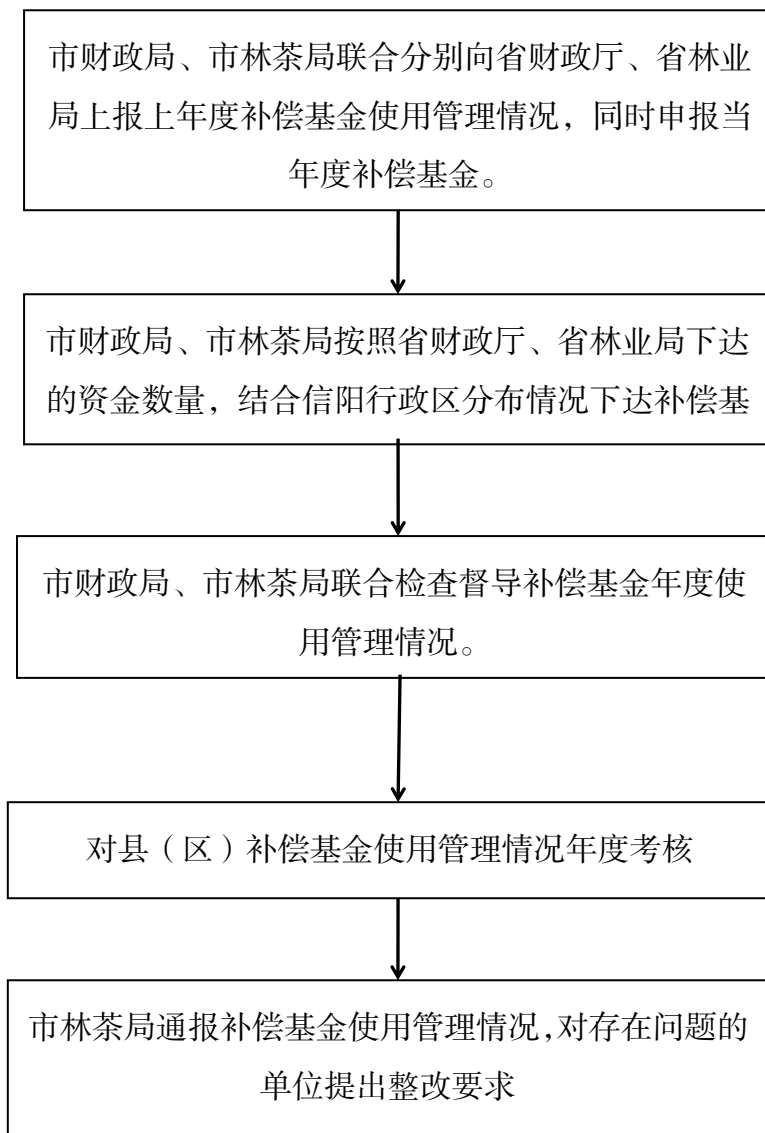 市财政局、市林茶局联合分别向省财政厅、省林业
局上报上年度补偿基金使用管理情况，同时申报当
年度补偿基金。
市财政局、市林茶局按照省财政厅、省林业局下达
的资金数量，结合信阳行政区分布情况下达补偿基
市财政局、市林茶局联合检查督导补偿基金年度使
用管理情况。
对县（区）补偿基金使用管理情况年度考核
市林茶局通报补偿基金使用管理情况,对存在问题的
单位提出整改要求